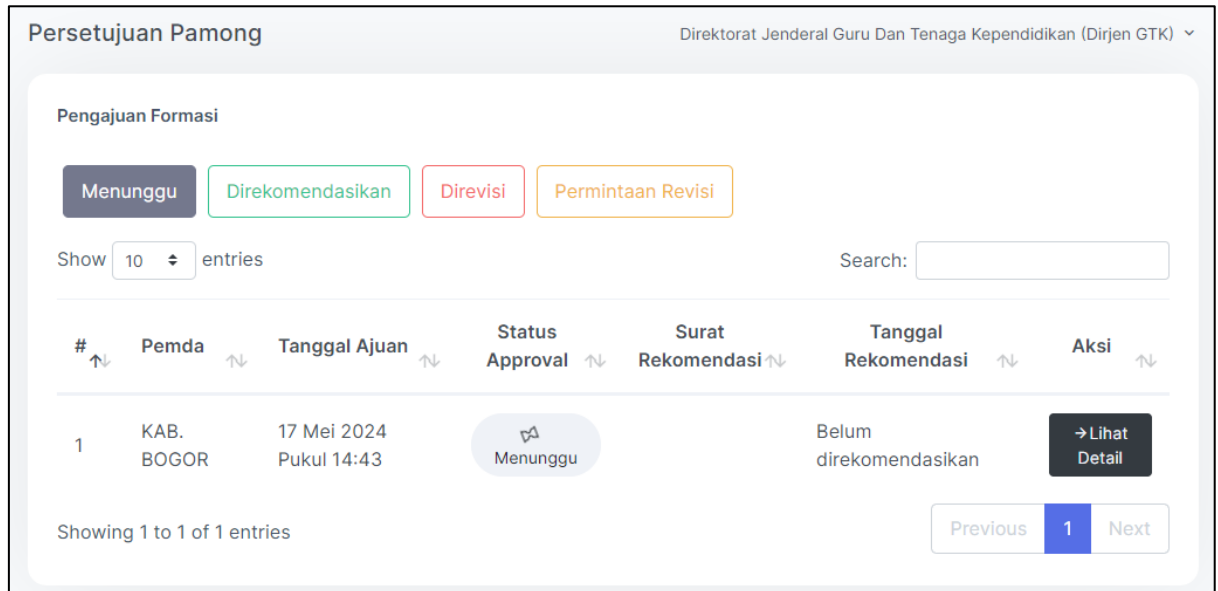 Persetujuan Pamong
Direktorat Jenderal Guru Dan Tenaga Kependidikan (Dirjen GTK)
Pengajuan Formasi
Menunggu Direkomendasikan Direvisi Permintaan Revisi
Show 10 entries
Search:
# Pemda Tanggal Ajuan Status Approval Surat Rekomendasi Tanggal Rekomendasi Aksi
1 KAB. BOGOR 17 Mei 2024 Pukul 14:43 Menunggu Belum direkomendasikan →Lihat Detail
Showing 1 to 1 of 1 entries
Previous 1 Next